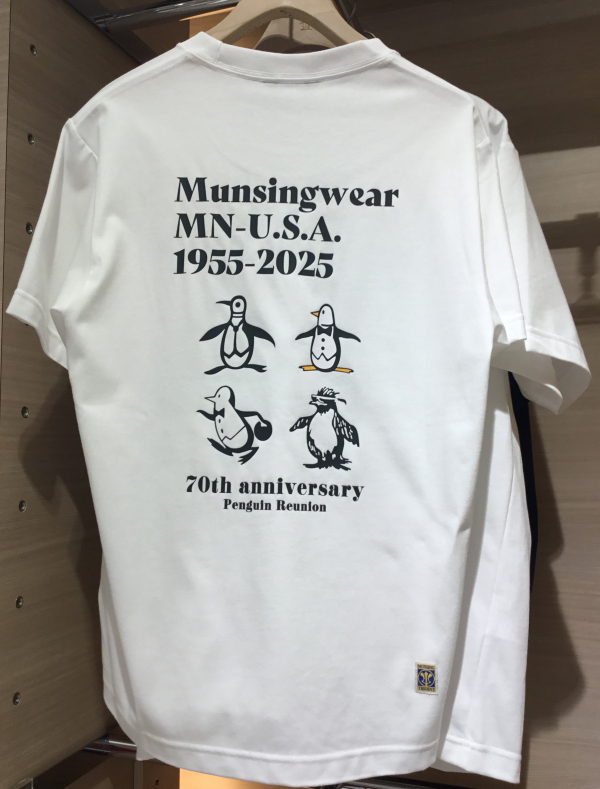 Munsingwear
MN-U.S.A.
1955-2025
70th anniversary
Penguin Reunion